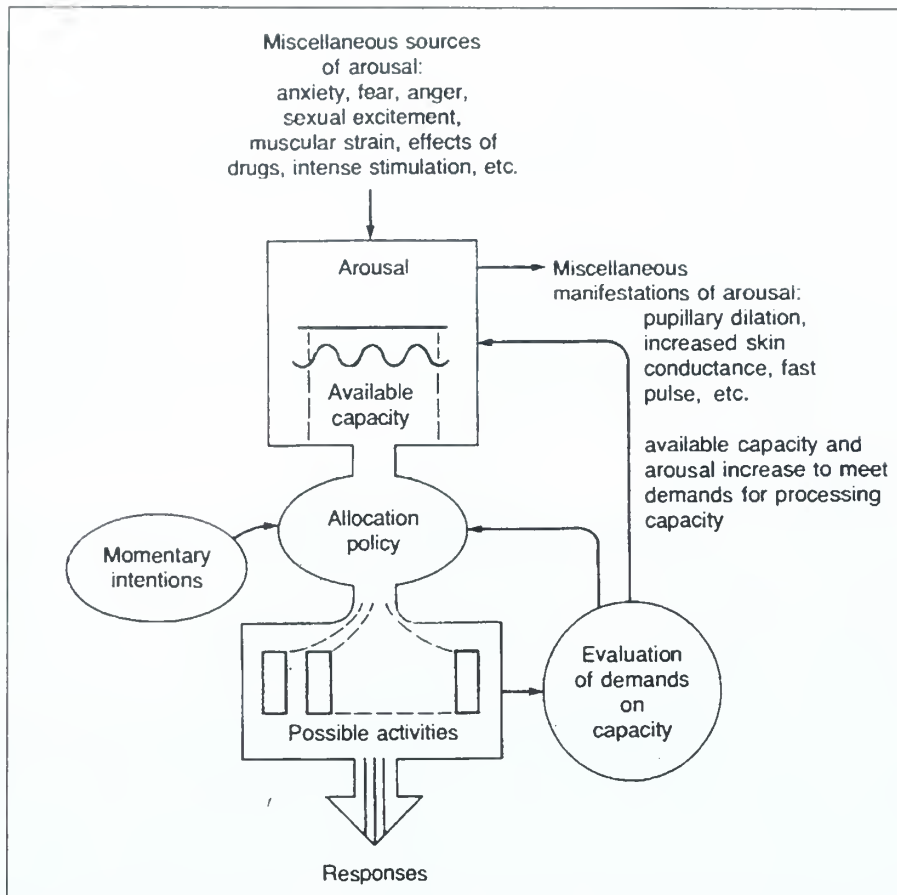 Miscellaneous sources
of arousal:
anxiety, fear, anger,
sexual excitement,
muscular strain, effects of
drugs, intense stimulation, etc.
Arousal
Miscellaneous
manifestations of arousal:
pupillary dilation,
increased skin
conductance, fast
pulse, etc.
Available
capacity
available capacity and
arousal increase to meet
demands for processing
capacity
Allocation
policy
Momentary
intentions
Evaluation
of demands
on
capacity
Possible activities
Responses